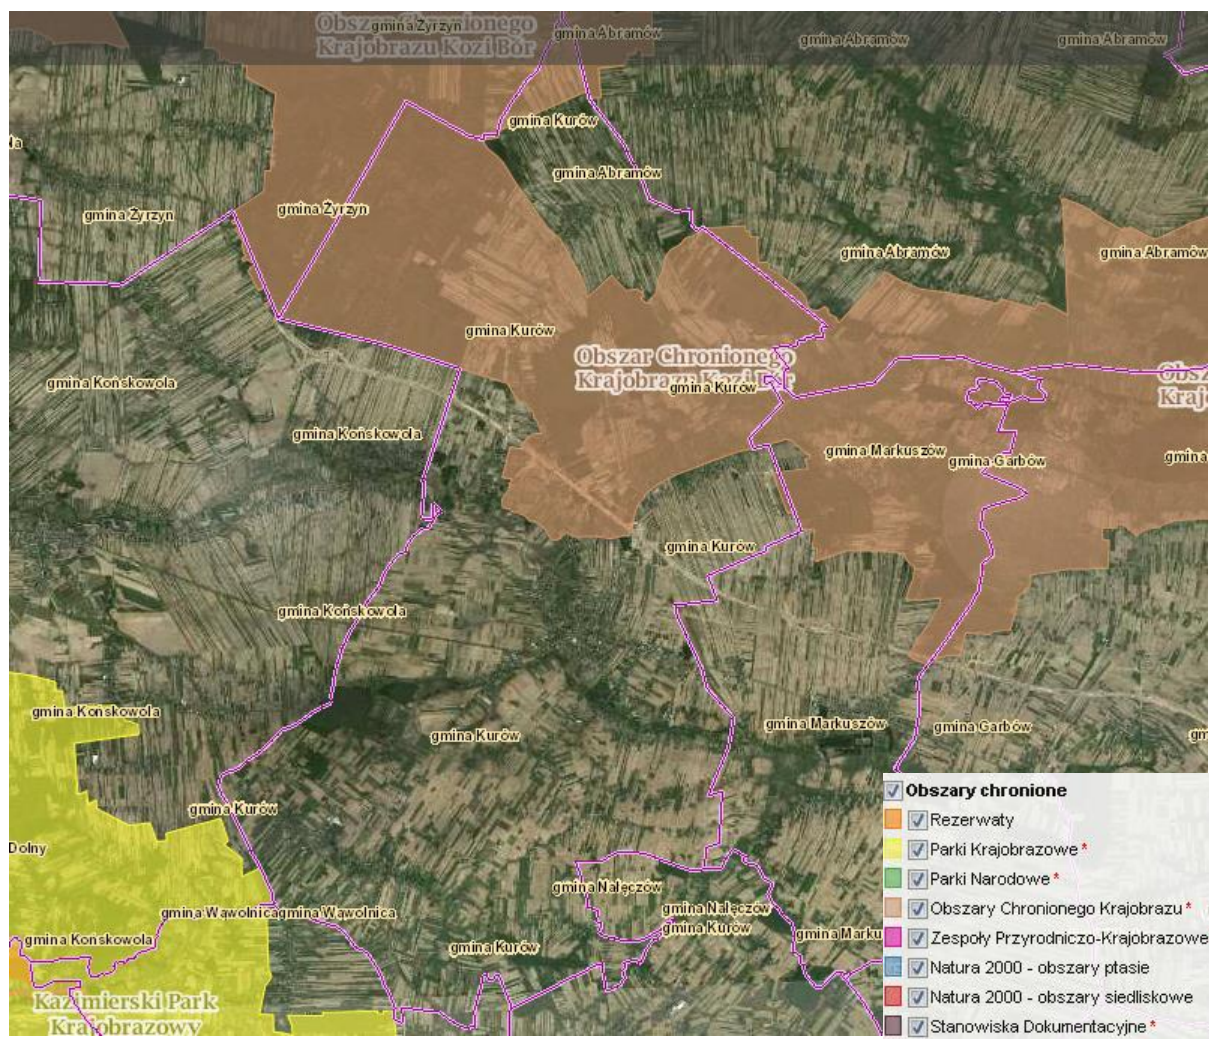 Obszar Chronionego
Krajobrazu Kozi Bór
gmina Żyrzyn
gmina Abramów
gmina Abramów
gmina Abramów
gmina Kurów
gmina Abramów
gmina Żyrzyn
gmina Żyrzyn
gmina Abramów
gmina Abramów
gmina Kurów
Obszar Chronionego
Krajobrazu Kozi Bór
gmina Kurów
gmina Końskowola
gmina Końskowola
gmina Markuszów
gmina Garbów
gmina
gmina Kurów
gmina Końskowola
gmina Końskowola
gmina Kurów
gmina Markuszów
gmina Garbów
gmina Kurów
Dolny
gmina Nałęczów
gmina Wąwolnica
gmina Wąwolnica
gmina Nałęczów
gmina Kurów
gmina Końskowola
gmina Kurów
gmina Marku
Kazimierski Park
Krajobrazowy
Obszary chronione
Rezerwaty
Parki Krajobrazowe *
Parki Narodowe *
Obszary Chronionego Krajobrazu *
Zespoły Przyrodniczo-Krajobrazowe
Natura 2000 - obszary ptasie
Natura 2000 - obszary siedliskowe
Stanowiska Dokumentacyjne *